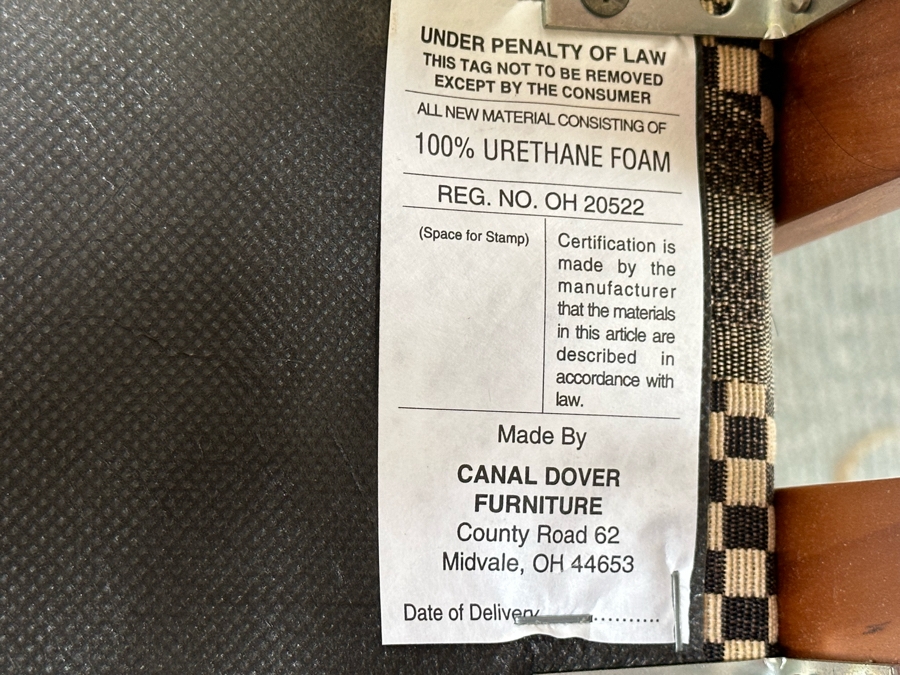 UNDER PENALTY OF LAW
THIS TAG NOT TO BE REMOVED
EXCEPT BY THE CONSUMER
ALL NEW MATERIAL CONSISTING OF
100% URETHANE FOAM
REG. NO. OH 20522
(Space for Stamp)
Certification is
made by the
manufacturer
that the materials
in this article are
described in
accordance with
law.
Made By
CANAL DOVER
FURNITURE
County Road 62
Midvale, OH 44653
Date of Delivery..........